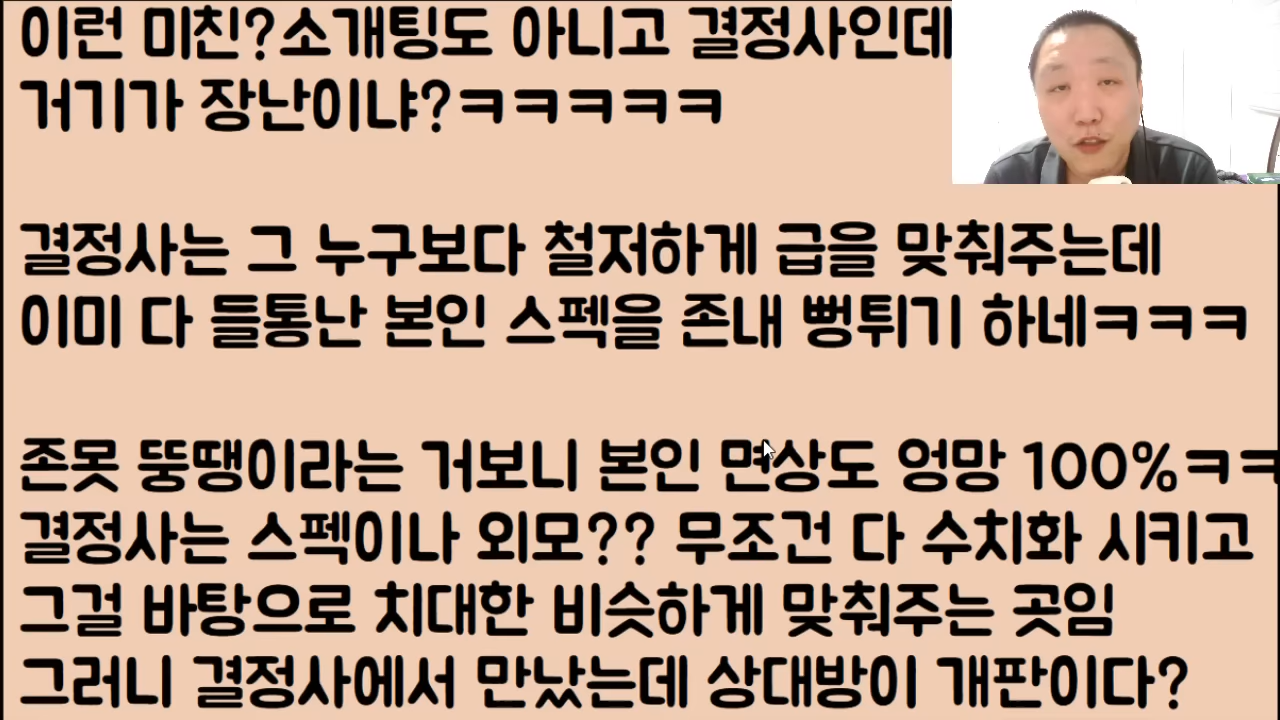 이런 미친?소개팅도 아니고 결정사인데
거기가 장난이냐?ㅋㅋㅋㅋㅋ
결정사는 그 누구보다 철저하게 급을 맞춰주는데
이미 다 들통난 본인 스펙을 존내 뻥튀기 하네ㅋㅋㅋ
존못 뚱땡이라는 거보니 본인 면상도 엉망 100%ㅋㅋ
결정사는 스펙이나 외모?? 무조건 다 수치화 시키고
그걸 바탕으로 치대한 비슷하게 맞춰주는 곳임
그러니 결정사에서 만났는데 상대방이 개판이다?